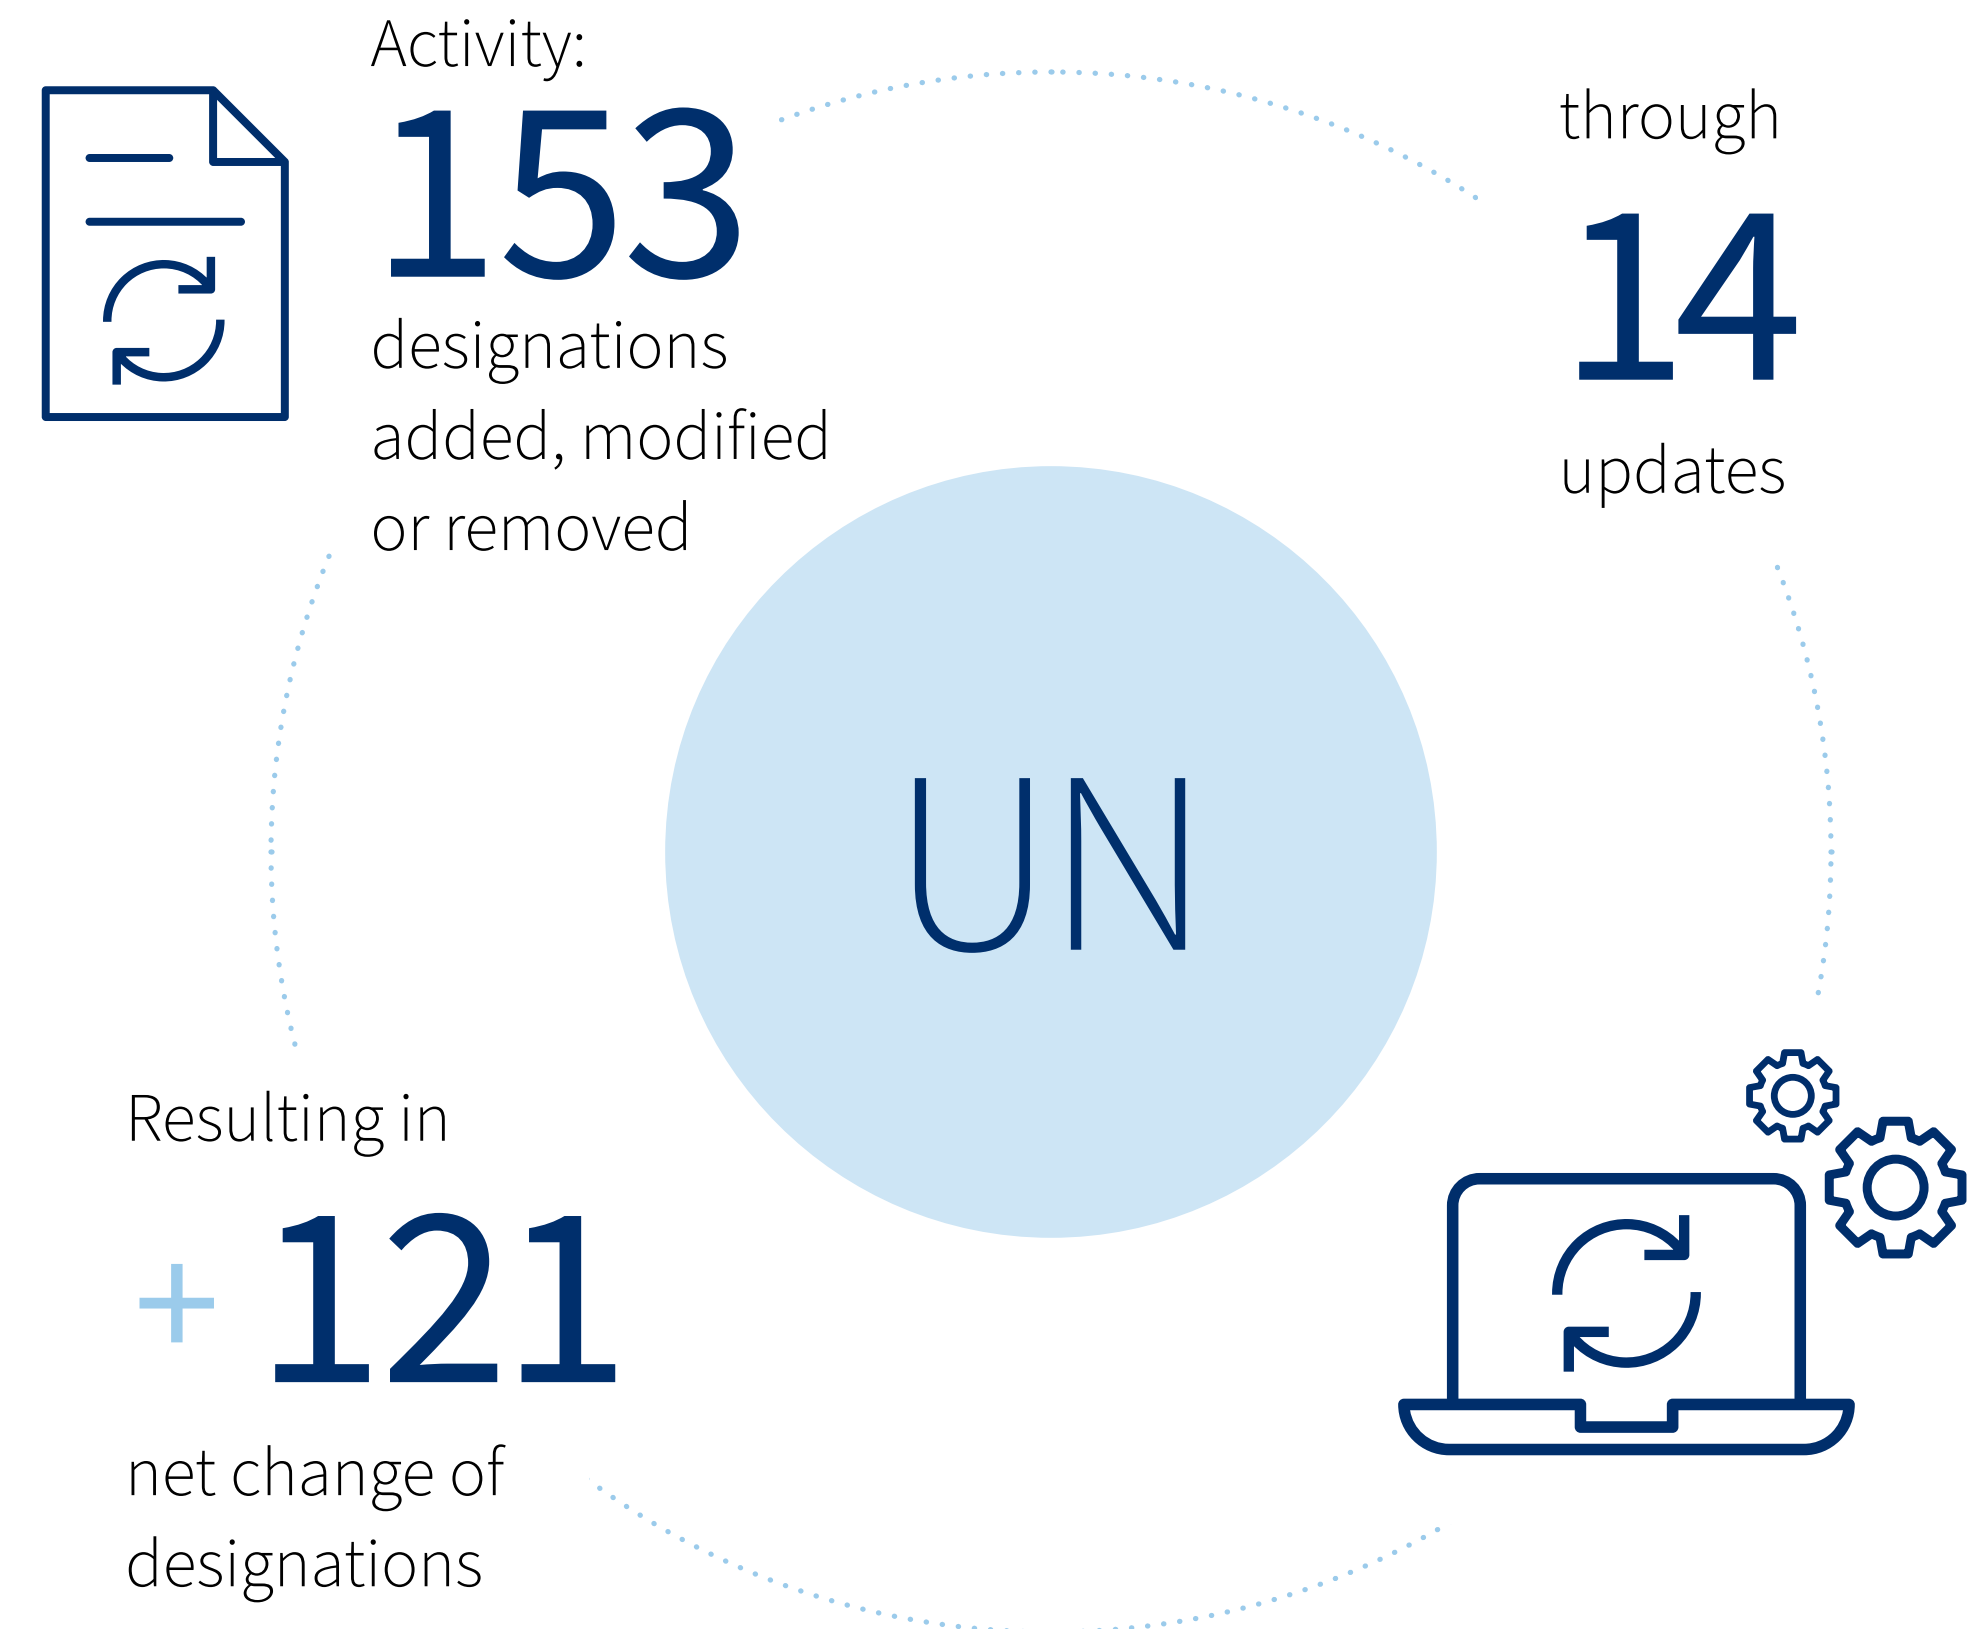 Activity:
153
designations
added, modified
or removed
through
14
updates
UN
Resulting in
+ 121
net change of
designations